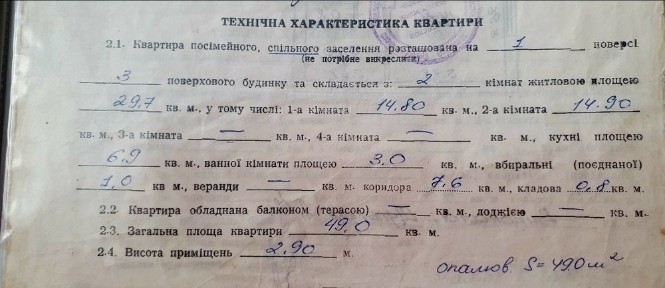 ТЕХНІЧНА ХАРАКТЕРИСТИКА КВАРТИРИ
2.1. Квартира посімейного, спільного заселення розташована на 1 поверсі
(не потрібне викреслити)
3 поверхового будинку та складається з: 2 кімнат житловою площею
29,7 кв. м., у тому числі: 1-а кімната 14.80 кв. м., 2-а кімната 14.90
кв. м., 3-а кімната — кв. м., 4-а кімната — кв. м., кухні площею
6.9 кв. м., ванної кімнати площею 3,0 кв. м., вбиральні (поєднаної)
1,0 кв м., веранди — кв. м. коридора 7,6 кв. м., кладова 0,8 кв. м.
2.2. Квартира обладнана балконом (терасою) — кв. м., лоджією — кв. м.
2.3. Загальна площа квартири 49,0 кв. м.
2.4. Висота приміщень 2,90 м.
опалюв. S = 49,0 м²